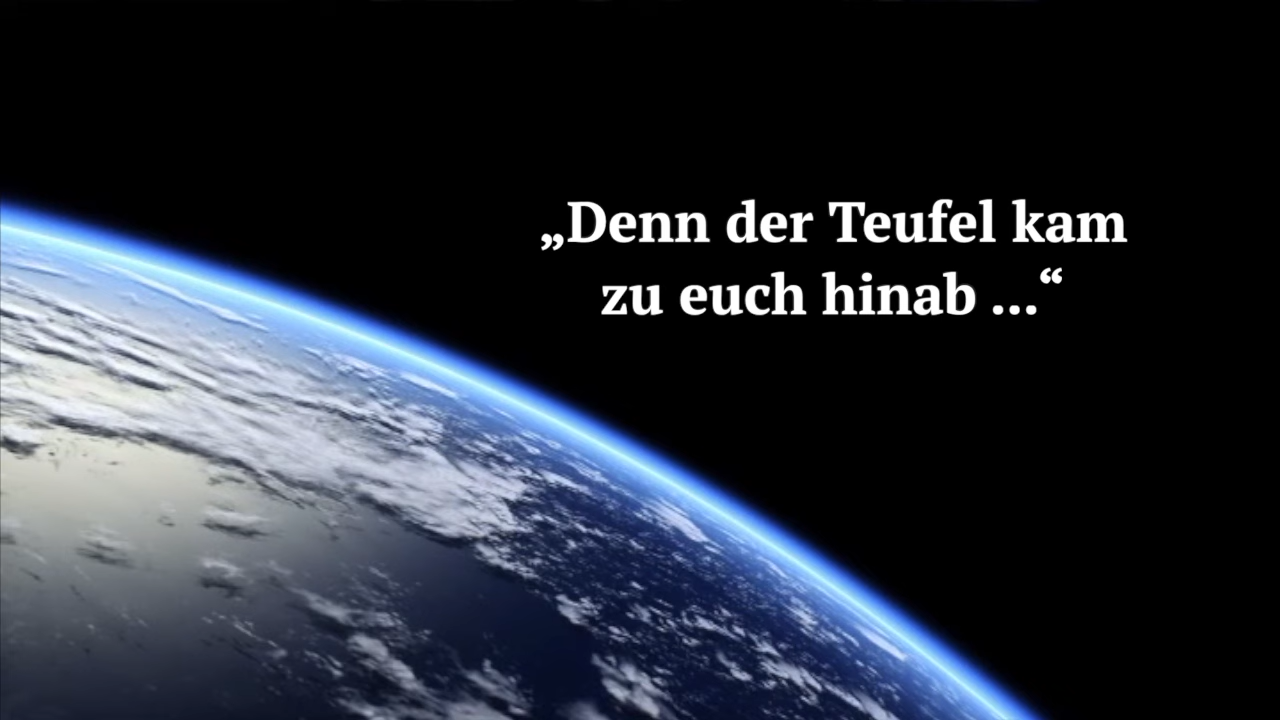 „Denn der Teufel kam
zu euch hinab ...“